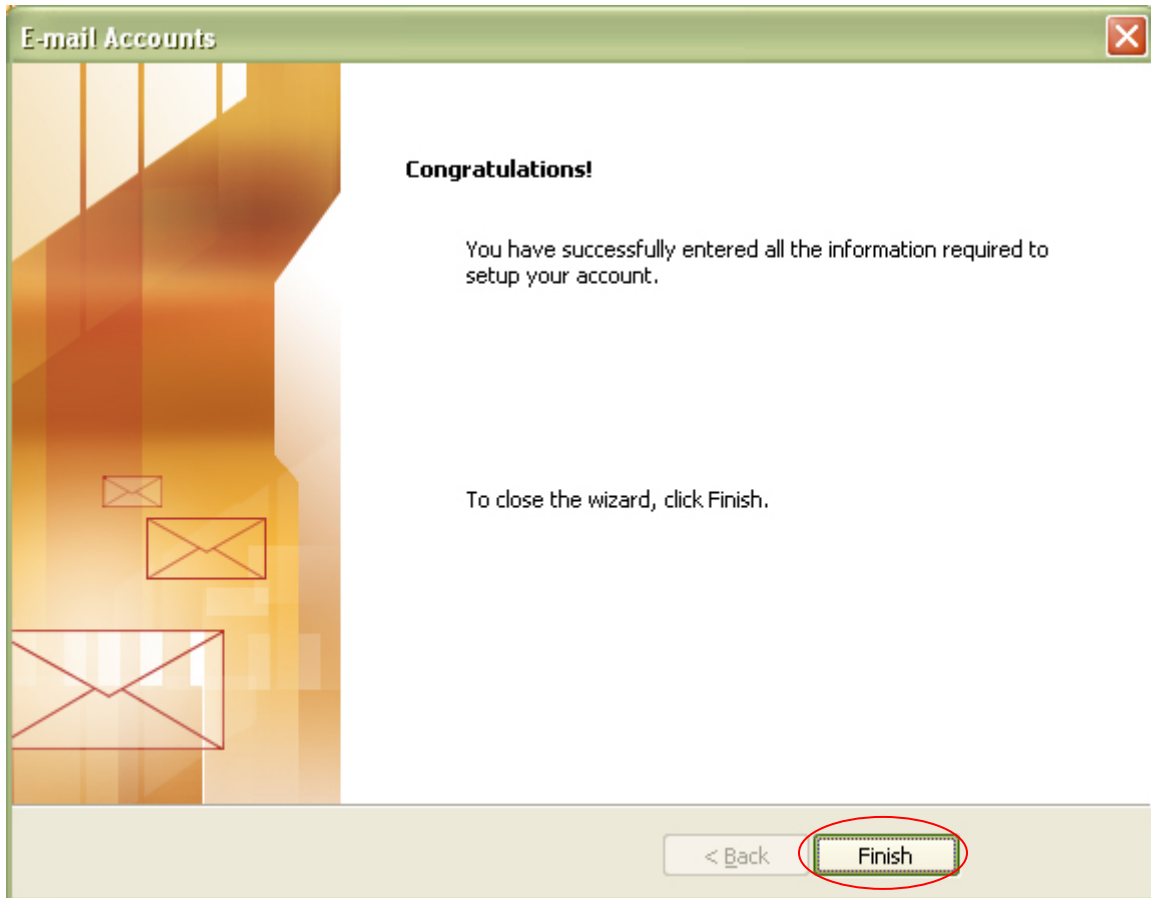 E-mail Accounts
Congratulations!
You have successfully entered all the information required to
setup your account.
To close the wizard, click Finish.
< Back
Finish